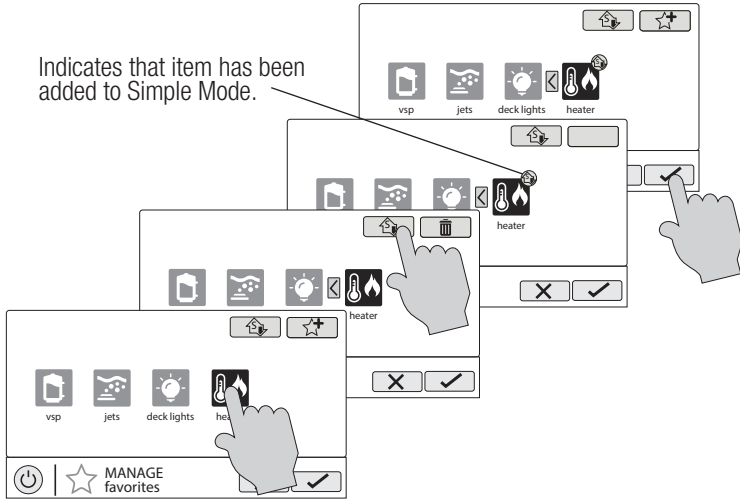 Indicates that item has been
added to Simple Mode.
S
vsp jets deck lights heater
S
heater
S
heater
S
vsp jets deck lights hea
MANAGE
favorites